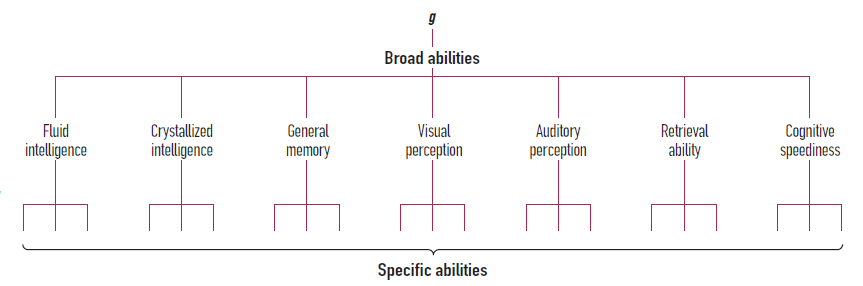 g
Broad abilities
Fluid
intelligence
Crystallized
intelligence
General
memory
Visual
perception
Auditory
perception
Retrieval
ability
Cognitive
speediness
Specific abilities